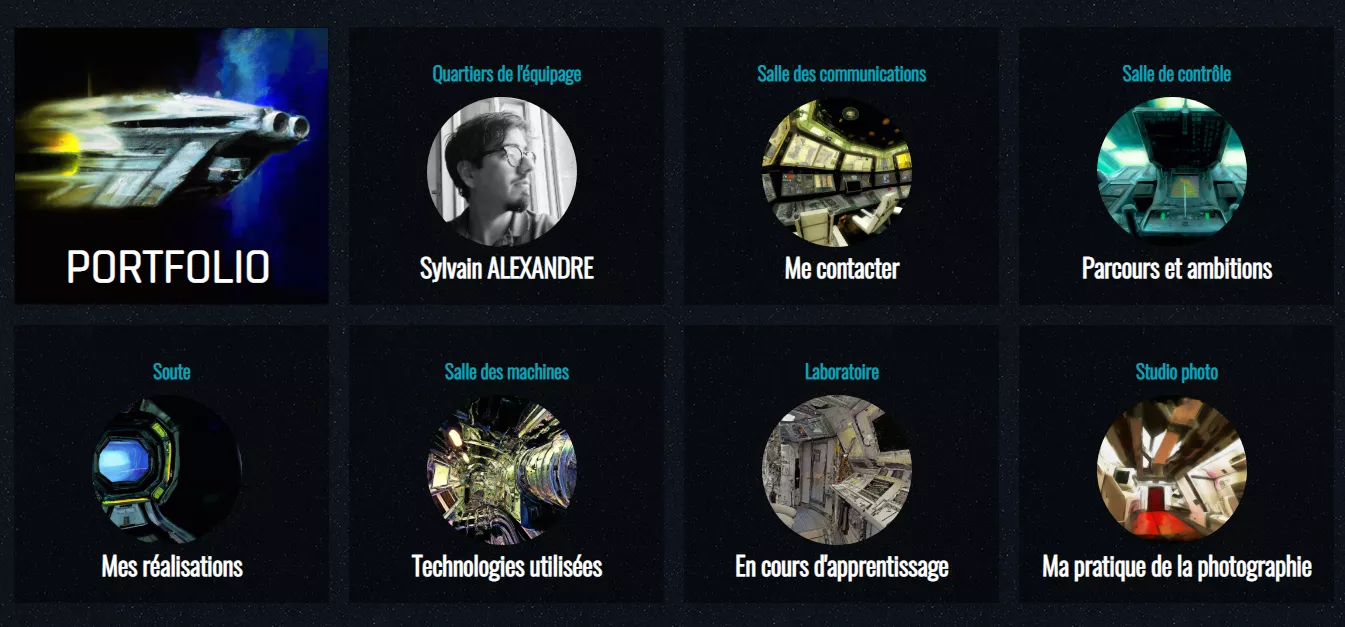 PORTFOLIO
Quartiers de l'équipage
Sylvain ALEXANDRE
Salle des communications
Me contacter
Salle de contrôle
Parcours et ambitions
Soute
Mes réalisations
Salle des machines
Technologies utilisées
Laboratoire
En cours d'apprentissage
Studio photo
Ma pratique de la photographie